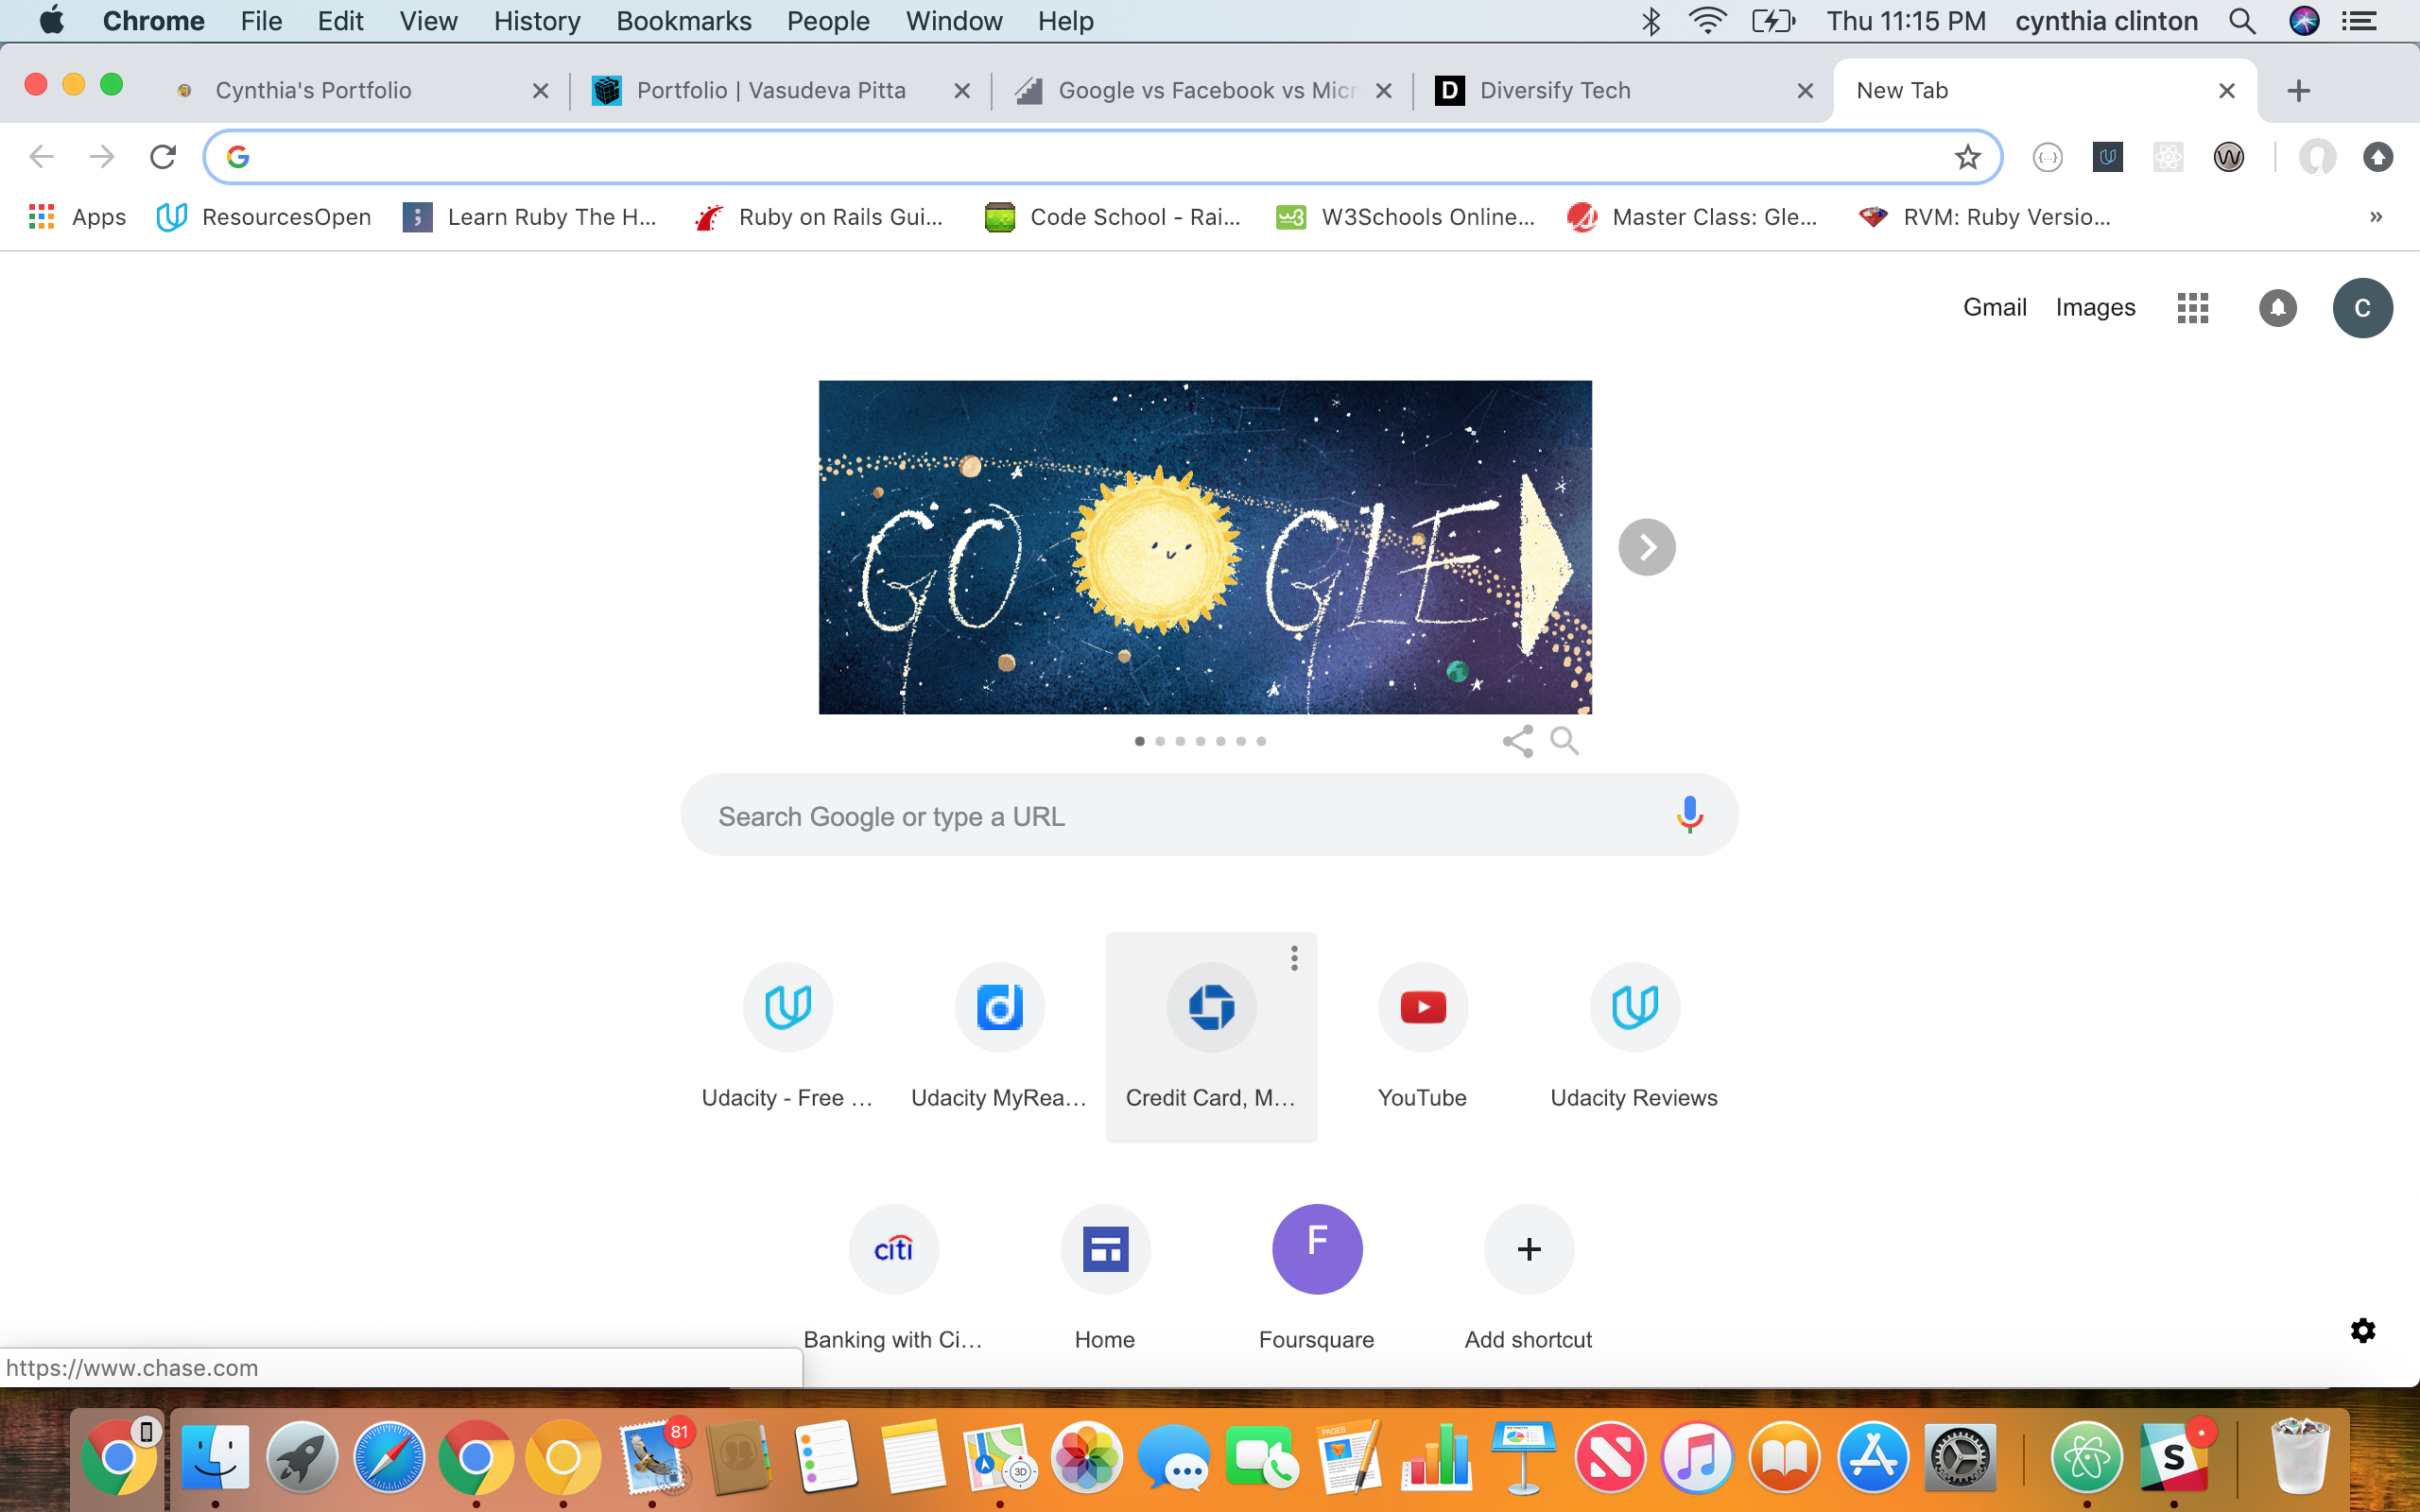 Chrome File Edit View History Bookmarks People Window Help Thu 11:15 PM cynthia clinton
Cynthia's Portfolio Portfolio | Vasudeva Pitta Google vs Facebook vs Micr D Diversify Tech New Tab
Apps ResourcesOpen Learn Ruby The H... Ruby on Rails Gui... Code School - Rai... W3Schools Online... Master Class: Gle... RVM: Ruby Versio... »
Gmail Images C
GO GLE
Search Google or type a URL
Udacity - Free ... Udacity MyRea... Credit Card, M... YouTube Udacity Reviews
citi F
Banking with Ci... Home Foursquare Add shortcut
https://www.chase.com
81
PAGES
3D
S